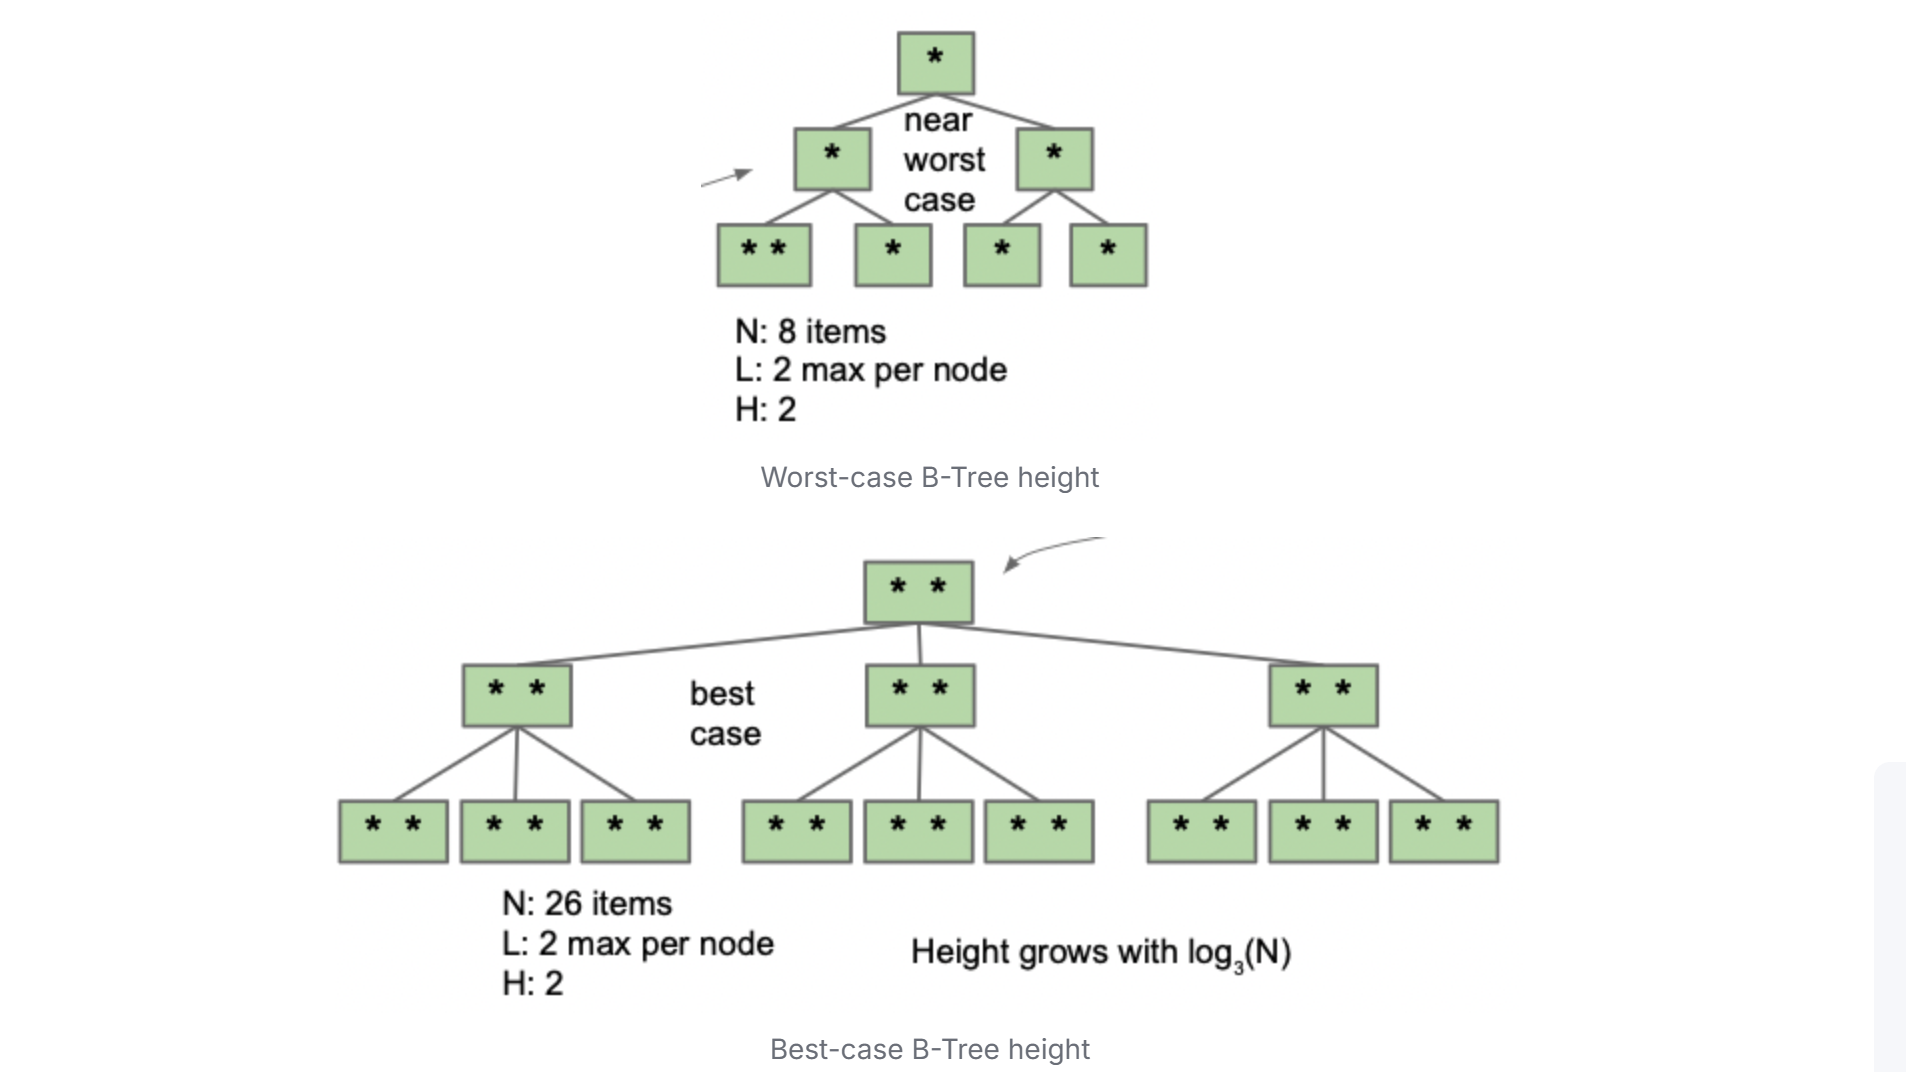 *
near
worst
case
* *
* * * * *
N: 8 items
L: 2 max per node
H: 2
Worst-case B-Tree height
* *
* * * * * *
best
case
* * * * * * * * * * * * * * * * * *
N: 26 items
L: 2 max per node
H: 2
Height grows with log₃(N)
Best-case B-Tree height